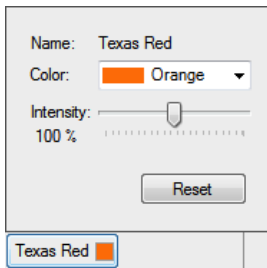 Name: Texas Red
Color: Orange
Intensity:
100 %
Reset
Texas Red